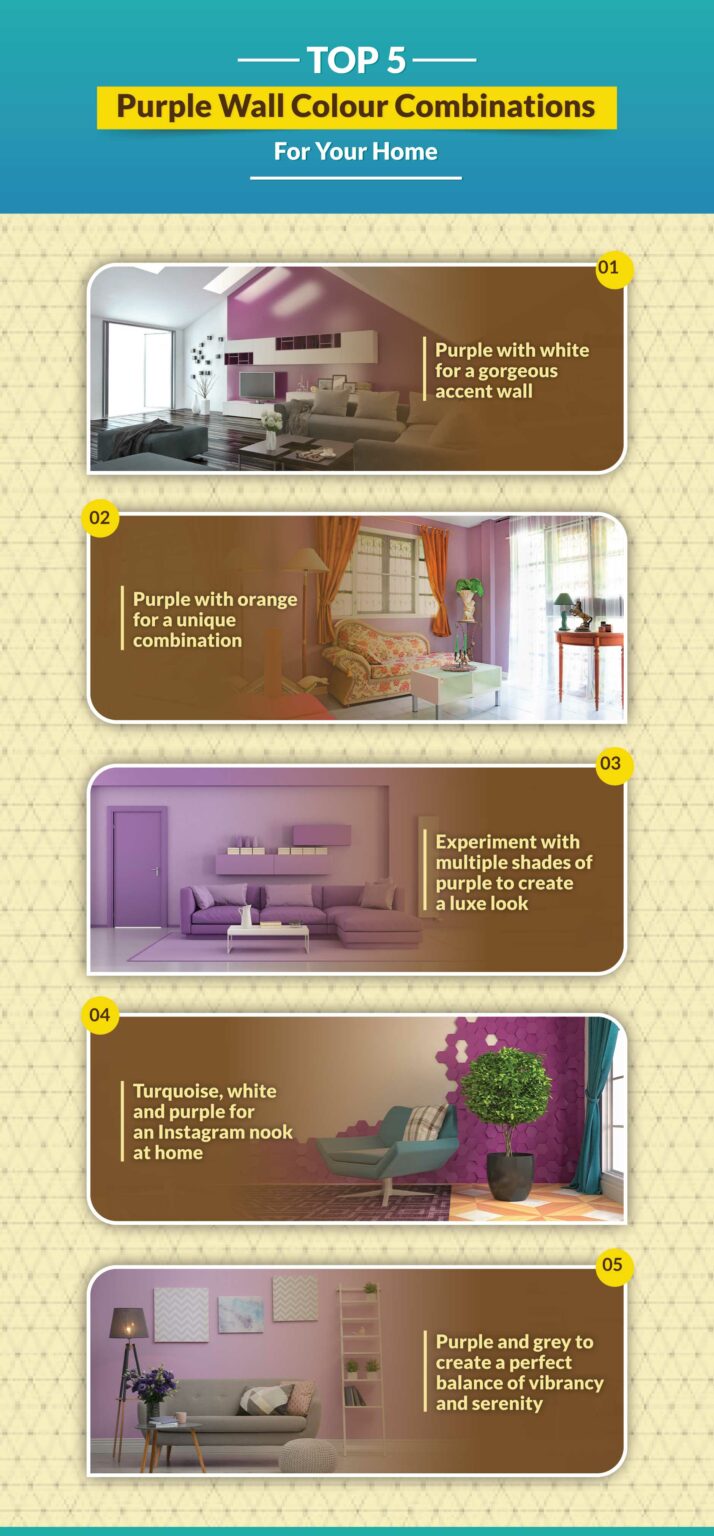 TOP 5
Purple Wall Colour Combinations
For Your Home
01
Purple with white
for a gorgeous
accent wall
02
Purple with orange
for a unique
combination
03
Experiment with
multiple shades of
purple to create
a luxe look
04
Turquoise, white
and purple for
an Instagram nook
at home
05
Purple and grey to
create a perfect
balance of vibrancy
and serenity